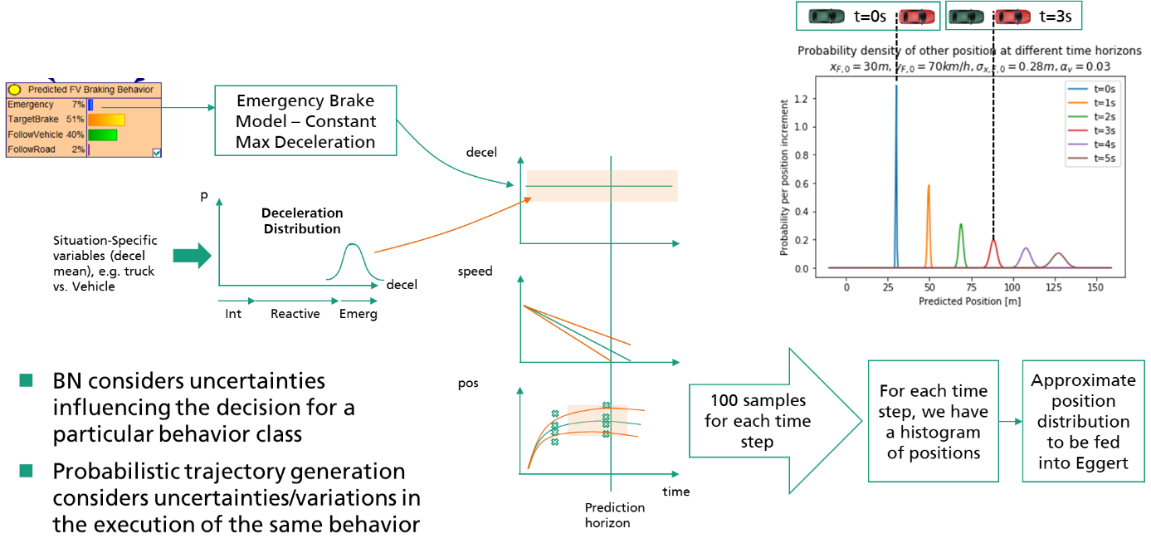 t=0s
t=3s
Probability density of other position at different time horizons
x_{F,0} = 30m, v_{F,0} = 70km/h, σ_{x,F,0} = 0.28m, α_v = 0.03
Probability per position increment
1.2
1.0
0.8
0.6
0.4
0.2
0.0
t=0s
t=1s
t=2s
t=3s
t=4s
t=5s
0 25 50 75 100 125 150
Predicted Position [m]
Predicted FV Braking Behavior
Emergency 7%
TargetBrake 51%
FollowVehicle 40%
FollowRoad 2%
Emergency Brake
Model – Constant
Max Deceleration
decel
p
Deceleration
Distribution
Situation-Specific
variables (decel
mean), e.g. truck
vs. Vehicle
decel
Int Reactive Emerg
speed
pos
time
Prediction
horizon
BN considers uncertainties
influencing the decision for a
particular behavior class
Probabilistic trajectory generation
considers uncertainties/variations in
the execution of the same behavior
100 samples
for each time
step
For each time
step, we have
a histogram
of positions
Approximate
position
distribution
to be fed
into Eggert